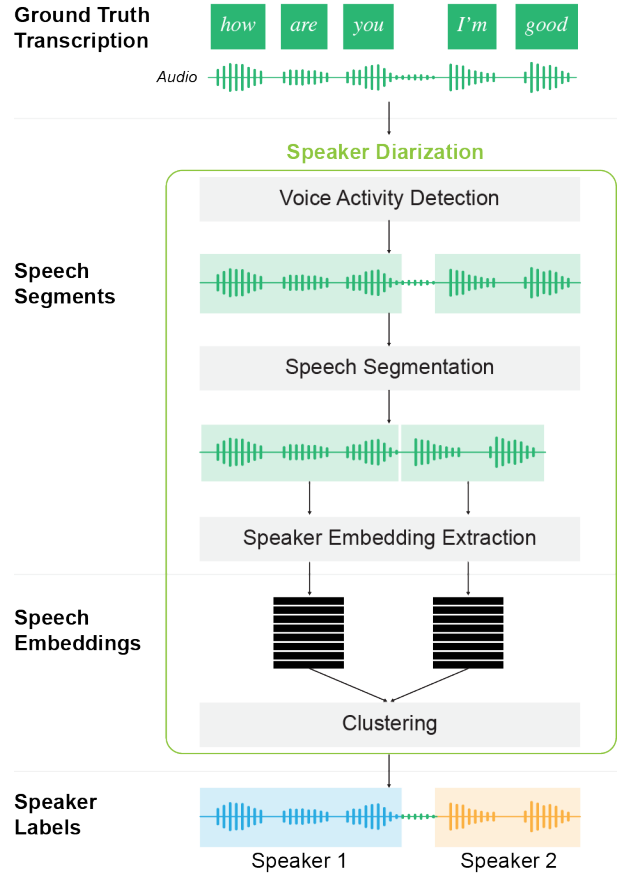 Ground Truth
Transcription
how are you I'm good
Audio
Speaker Diarization
Voice Activity Detection
Speech
Segments
Speech Segmentation
Speaker Embedding Extraction
Speech
Embeddings
Clustering
Speaker
Labels
Speaker 1 Speaker 2